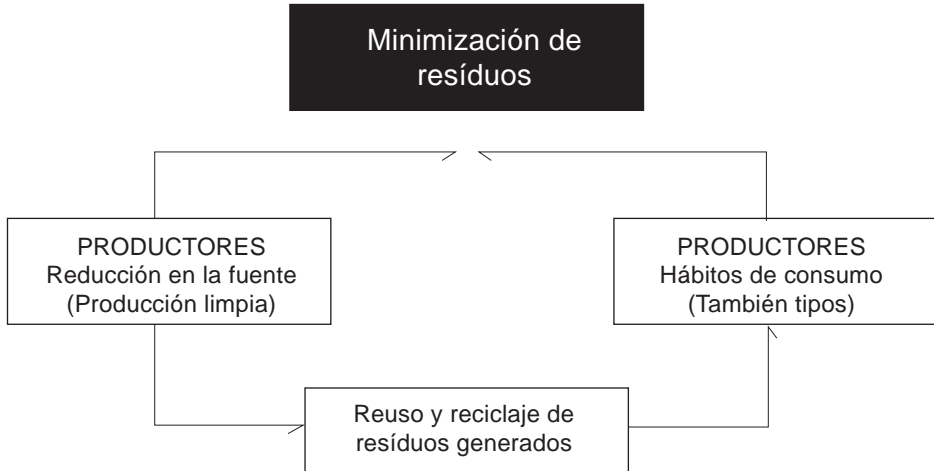 Minimización de
resíduos
PRODUCTORES
Reducción en la fuente
(Producción limpia)
PRODUCTORES
Hábitos de consumo
(También tipos)
Reuso y reciclaje de
resíduos generados